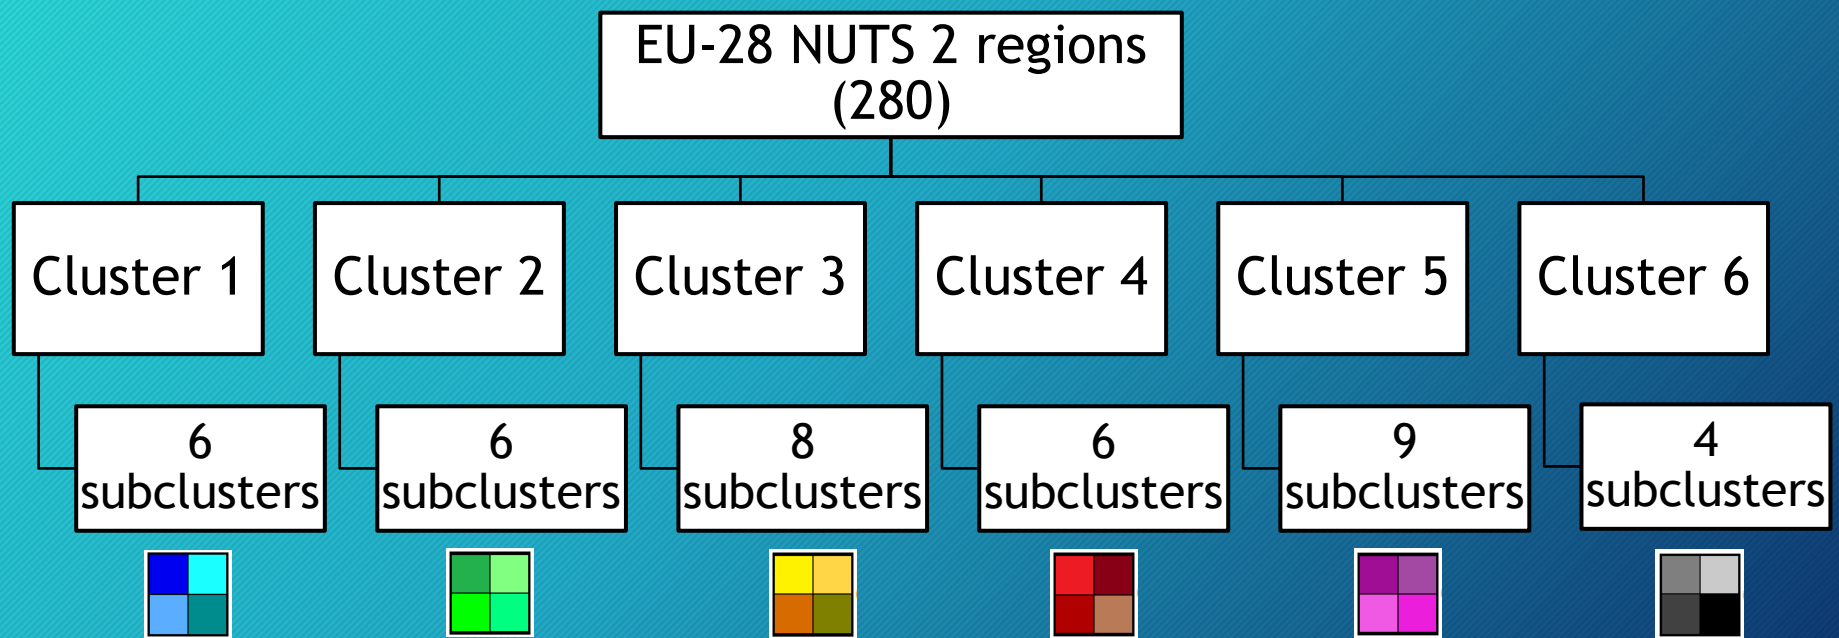 EU-28 NUTS 2 regions
(280)
Cluster 1
Cluster 2
Cluster 3
Cluster 4
Cluster 5
Cluster 6
6
subclusters
6
subclusters
8
subclusters
6
subclusters
9
subclusters
4
subclusters